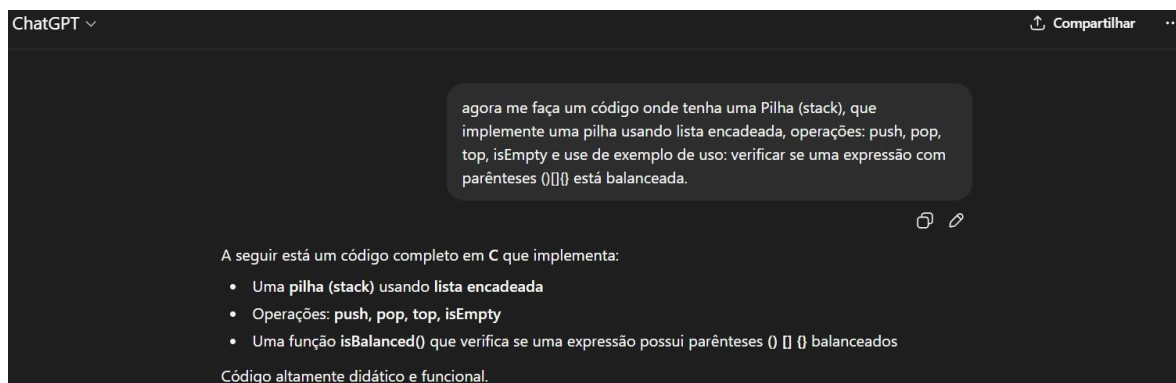 ChatGPT
Compartilhar
agora me faça um código onde tenha uma Pilha (stack), que
implemente uma pilha usando lista encadeada, operações: push, pop,
top, isEmpty e use de exemplo de uso: verificar se uma expressão com
parênteses ()[]{} está balanceada.
A seguir está um código completo em C que implementa:
• Uma pilha (stack) usando lista encadeada
• Operações: push, pop, top, isEmpty
• Uma função isBalanced() que verifica se uma expressão possui parênteses () [] {} balanceados
Código altamente didático e funcional.